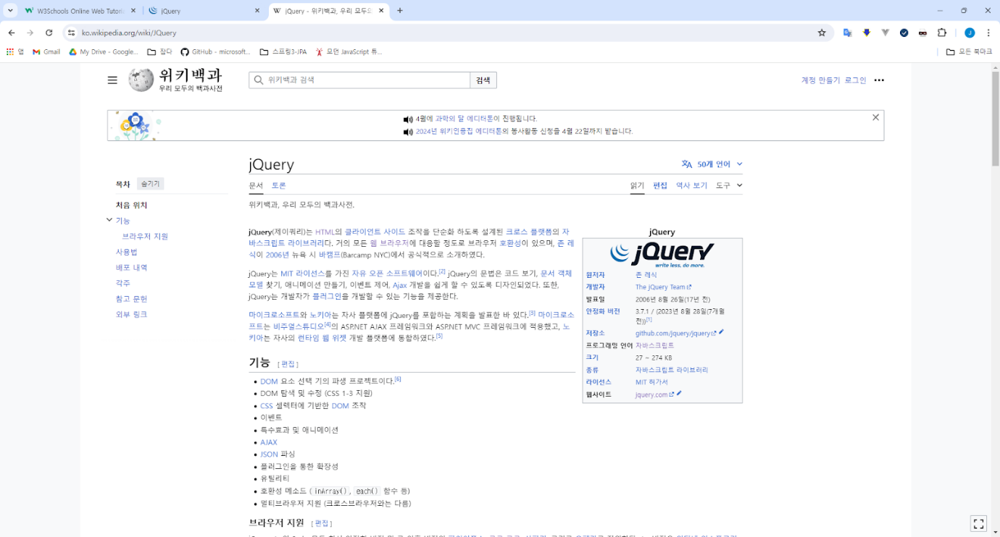 W3Schools Online Web Tutori
jQuery
jQuery - 위키백과, 우리 모두의
ko.wikipedia.org/wiki/JQuery
앱
Gmail
My Drive - Google...
잡다
GitHub - microsoft...
스프링3-JPA
모던 JavaScript 튜...
모든 북마크
위키백과
우리 모두의 백과사전
위키백과 검색
검색
계정 만들기 로그인
4월에 과학의 달 에디터톤이 진행됩니다.
2024년 위키인용집 에디터톤의 봉사활동 신청을 4월 22일까지 받습니다.
목차 숨기기
처음 위치
기능
브라우저 지원
사용법
배포 내역
각주
참고 문헌
외부 링크
jQuery
50개 언어
문서 토론
읽기 편집 역사 보기 도구
위키백과, 우리 모두의 백과사전.
jQuery(제이쿼리)는 HTML의 클라이언트 사이드 조작을 단순화 하도록 설계된 크로스 플랫폼의 자
바스크립트 라이브러리다. 거의 모든 웹 브라우저에 대응할 정도로 브라우저 호환성이 있으며, 존 레
식이 2006년 뉴욕 시 바캠프(Barcamp NYC)에서 공식적으로 소개하였다.
jQuery는 MIT 라이선스를 가진 자유 오픈 소프트웨어이다.[2] jQuery의 문법은 코드 보기, 문서 객체
모델 찾기, 애니메이션 만들기, 이벤트 제어, Ajax 개발을 쉽게 할 수 있도록 디자인되었다. 또한,
jQuery는 개발자가 플러그인을 개발할 수 있는 기능을 제공한다.
마이크로소프트와 노키아는 자사 플랫폼에 jQuery를 포함하는 계획을 발표한 바 있다.[3] 마이크로소
프트는 비주얼스튜디오[4]의 ASP.NET AJAX 프레임워크와 ASP.NET MVC 프레임워크에 적용했고, 노
키아는 자사의 런타임 웹 위젯 개발 플랫폼에 통합하였다.[5]
jQuery
jQuery
write less, do more.
원저자 존 레식
개발자 The jQuery Team
발표일 2006년 8월 26일(17년 전)
안정화 버전 3.7.1 / (2023년 8월 28일(7개월
전))[1]
저장소 github.com/jquery/jquery
프로그래밍 언어 자바스크립트
크기 27 ~ 274 KB
종류 자바스크립트 라이브러리
라이선스 MIT 허가서
웹사이트 jquery.com
기능 [ 편집 ]
DOM 요소 선택 기의 파생 프로젝트이다.[6]
DOM 탐색 및 수정 (CSS 1-3 지원)
CSS 셀렉터에 기반한 DOM 조작
이벤트
특수효과 및 애니메이션
AJAX
JSON 파싱
플러그인을 통한 확장성
유틸리티
호환성 메소드 ( inArray() , each() 함수 등)
멀티브라우저 지원 (크로스브라우저와는 다름)
브라우저 지원 [ 편집 ]